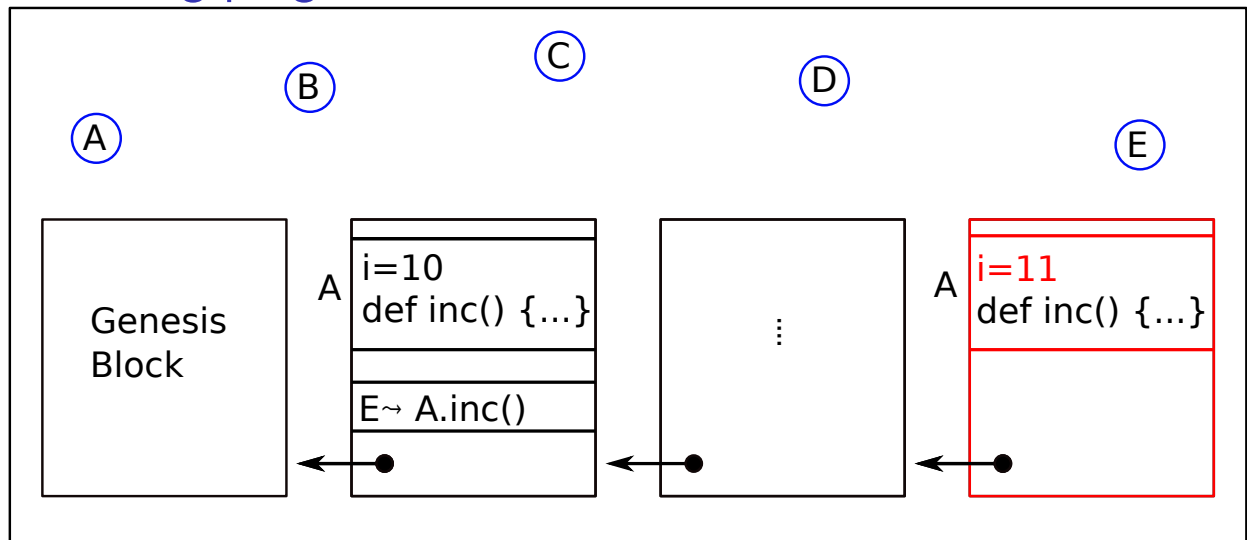 A
B
C
D
E
Genesis
Block
A
i=10
def inc() {...}
E⤳ A.inc()
...
A
i=11
def inc() {...}